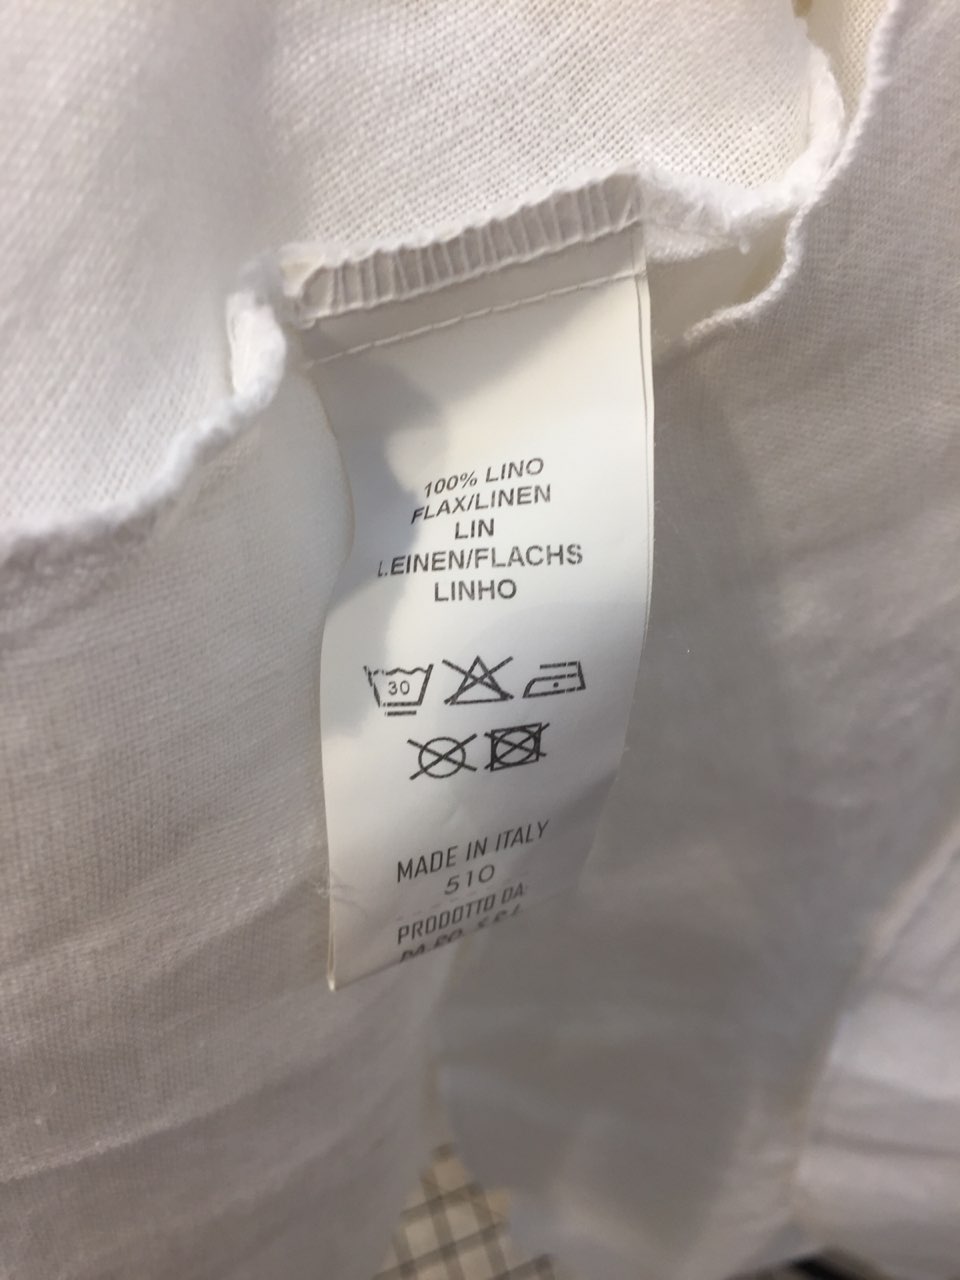 100% LINO
FLAX/LINEN
LIN
LEINEN/FLACHS
LINHO
30
MADE IN ITALY
510
PRODOTTO DA:
S.R.L.